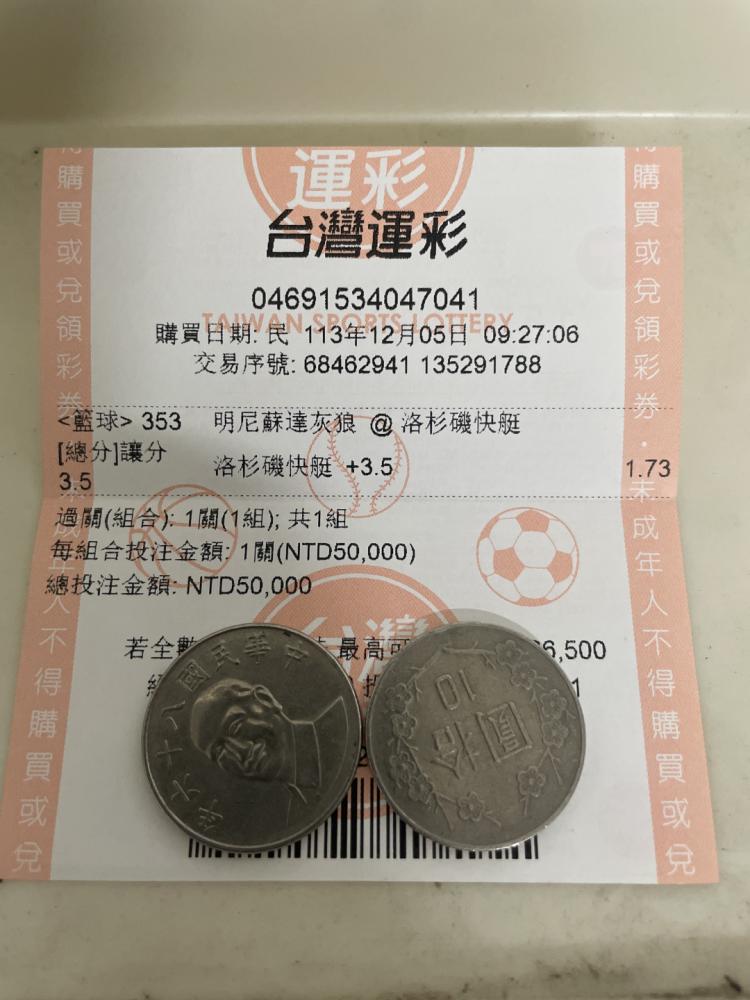 運彩
台灣運彩
04691534047041
TAIWAN SPORTS LOTTERY
購買日期: 民 113年12月05日 09:27:06
交易序號: 68462941 135291788
<籃球> 353 明尼蘇達灰狼 @ 洛杉磯快艇
[總分]讓分
3.5 洛杉磯快艇 +3.5 1.73
過關(組合): 1關(1組); 共1組
每組合投注金額: 1關(NTD50,000)
總投注金額: NTD50,000
台灣
若全數 最高 6,500
1
中華民國八十六年
拾圓
10
得購買或兌領彩券・未成年人不得購買或兌
購買或兌領彩券・未成年人不得購買或兌